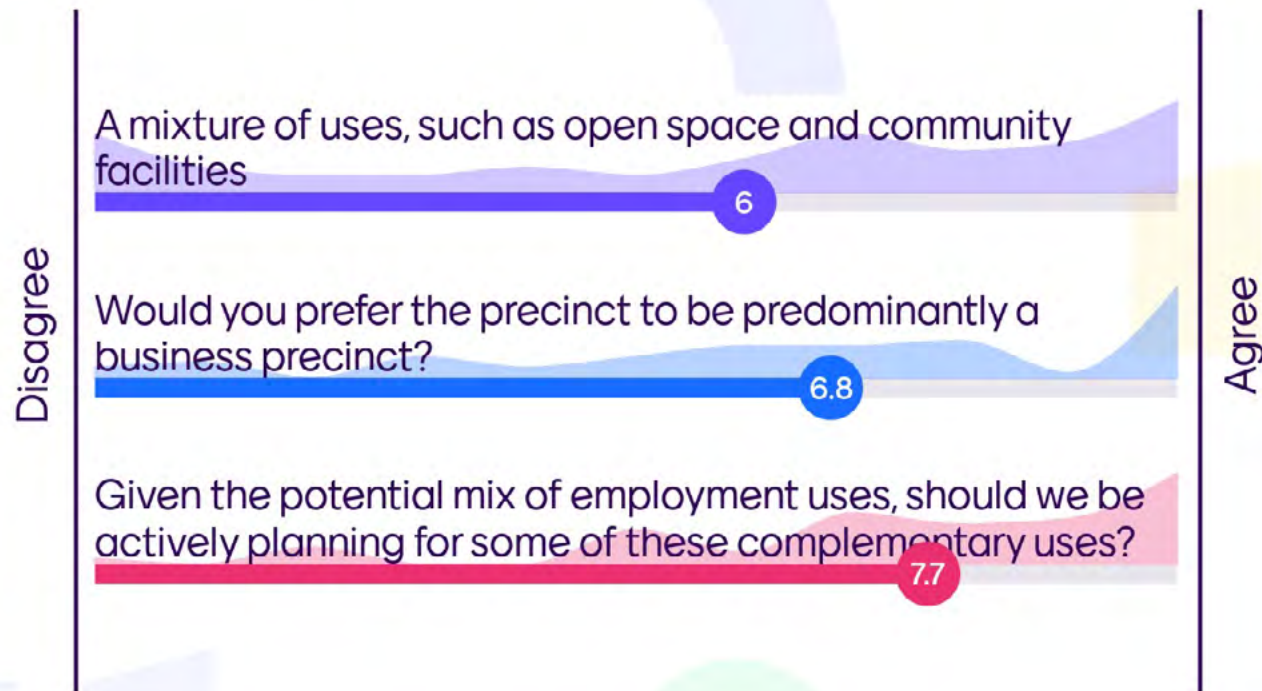 Disagree
A mixture of uses, such as open space and community
facilities
6
Would you prefer the precinct to be predominantly a
business precinct?
6.8
Given the potential mix of employment uses, should we be
actively planning for some of these complementary uses?
7.7
Agree